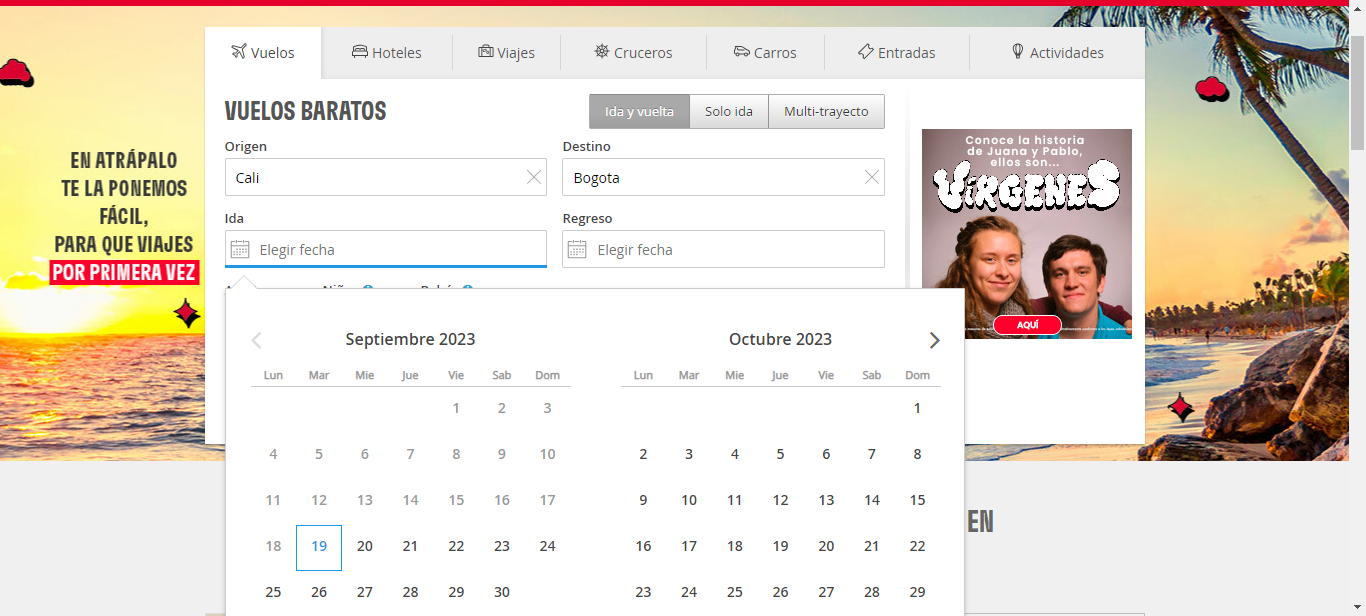 Vuelos
Hoteles
Viajes
Cruceros
Carros
Entradas
Actividades
EN ATRÁPALO
TE LA PONEMOS
FÁCIL,
PARA QUE VIAJES
POR PRIMERA VEZ
VUELOS BARATOS
Ida y vuelta
Solo ida
Multi-trayecto
Origen
Destino
Cali
Bogota
Ida
Regreso
Elegir fecha
Elegir fecha
Conoce la historia
de Juana y Pablo,
ellos son...
VÍRGENES
AQUÍ
Septiembre 2023
Lun Mar Mie Jue Vie Sab Dom
1 2 3
4 5 6 7 8 9 10
11 12 13 14 15 16 17
18 19 20 21 22 23 24
25 26 27 28 29 30
Octubre 2023
Lun Mar Mie Jue Vie Sab Dom
1
2 3 4 5 6 7 8
9 10 11 12 13 14 15
16 17 18 19 20 21 22
23 24 25 26 27 28 29
EN